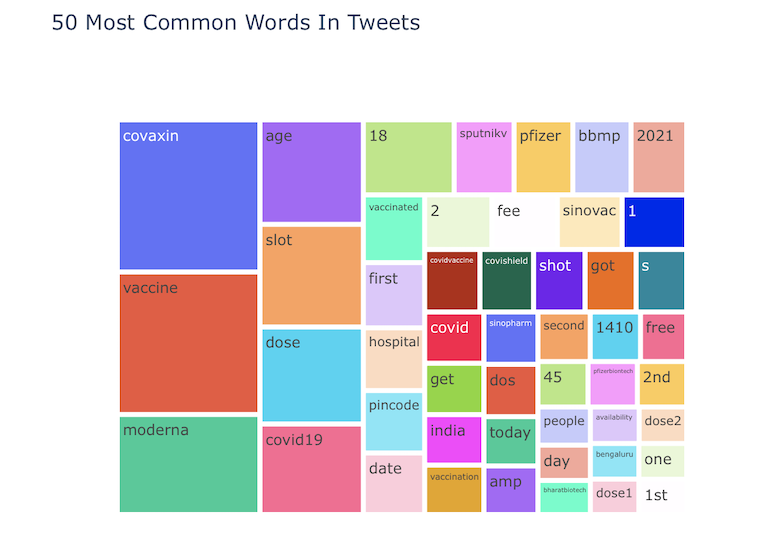 50 Most Common Words In Tweets
covaxin
vaccine
moderna
age
slot
dose
covid19
18
sputnikv
pfizer
bbmp
2021
vaccinated
first
hospital
pincode
date
2
fee
sinovac
1
covidvaccine
covishield
shot
got
s
covid
get
india
vaccination
sinopharm
dos
today
amp
second
1410
free
45
pfizerbiotech
2nd
people
availability
dose2
day
bengaluru
one
bharatbiotech
dose1
1st